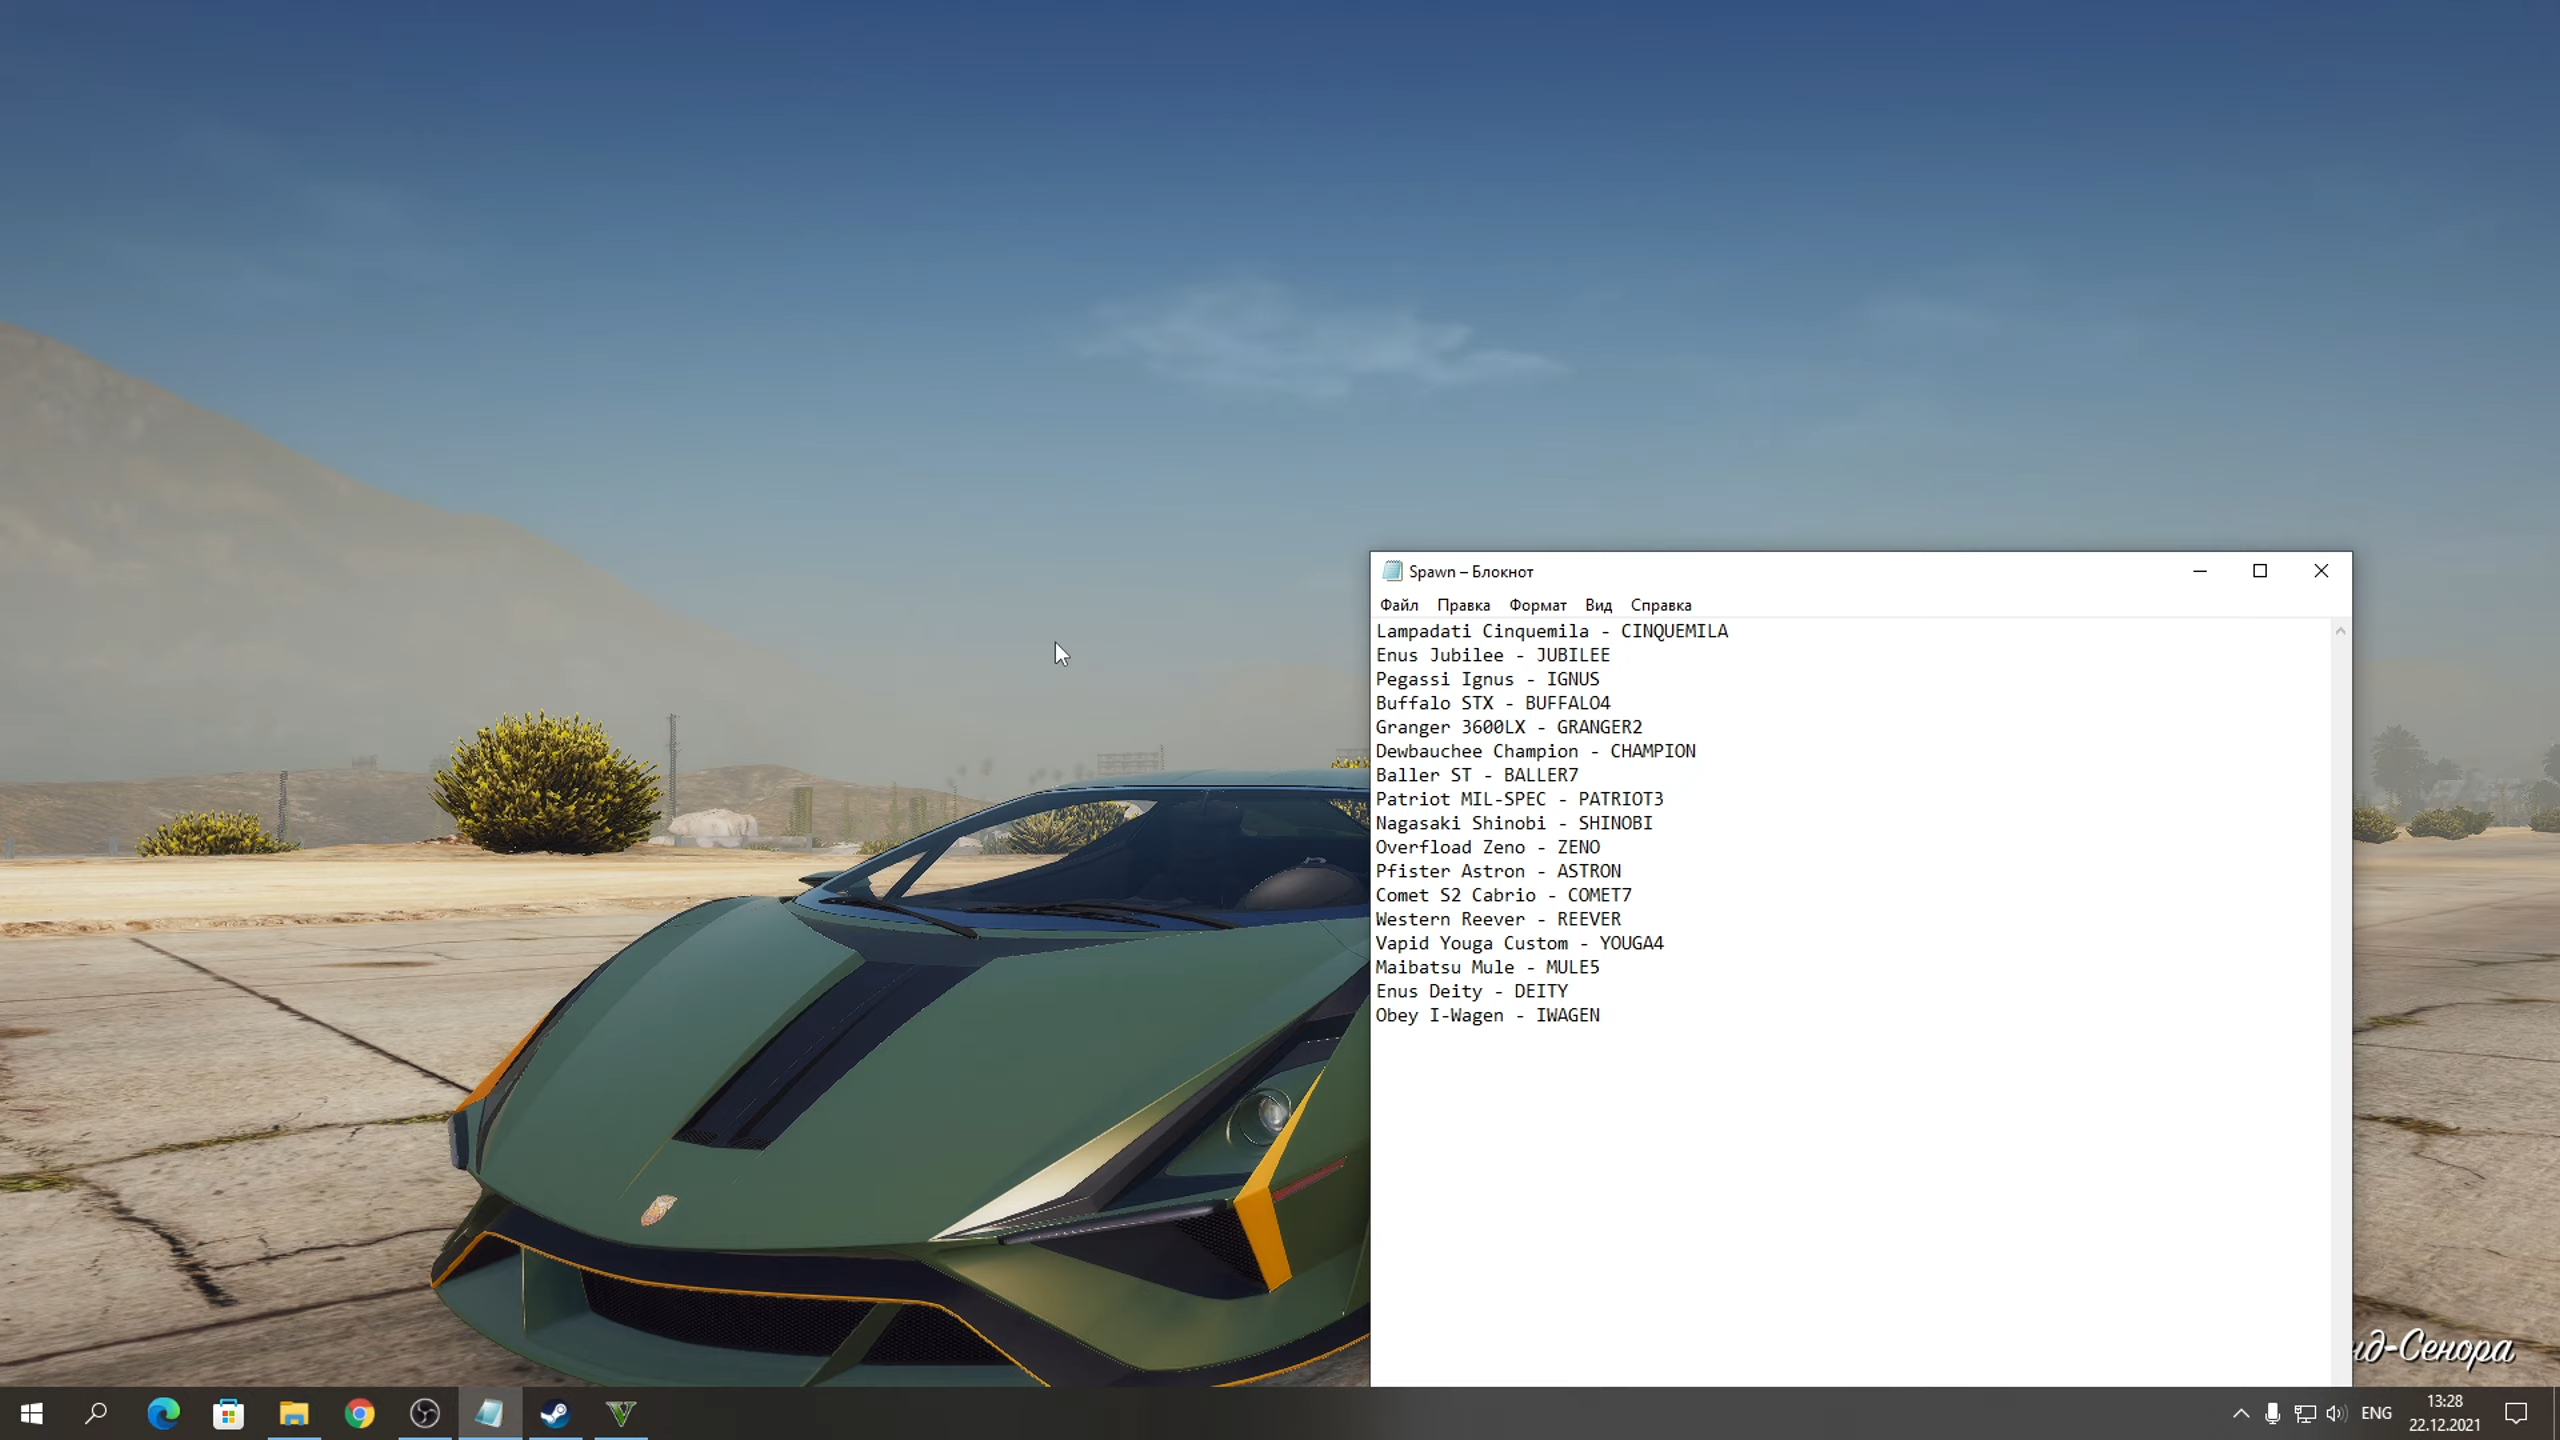 Spawn – Блокнот
Файл Правка Формат Вид Справка
Lampadati Cinquemila - CINQUEMILA
Enus Jubilee - JUBILEE
Pegassi Ignus - IGNUS
Buffalo STX - BUFFALO4
Granger 3600LX - GRANGER2
Dewbauchee Champion - CHAMPION
Baller ST - BALLER7
Patriot MIL-SPEC - PATRIOT3
Nagasaki Shinobi - SHINOBI
Overfload Zeno - ZENO
Pfister Astron - ASTRON
Comet S2 Cabrio - COMET7
Western Reever - REEVER
Vapid Youga Custom - YOUGA4
Maibatsu Mule - MULE5
Enus Deity - DEITY
Obey I-Wagen - IWAGEN
нд-Сенора
ENG
13:28
22.12.2021